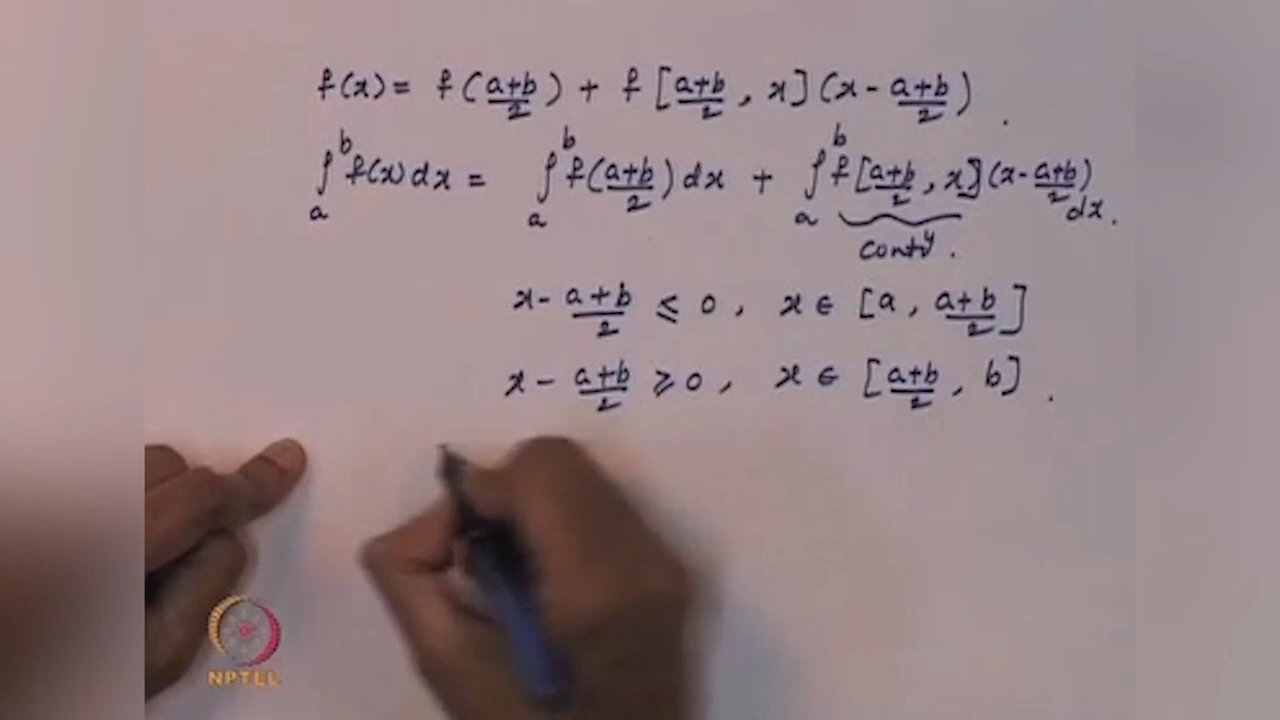 f(x) = f(a+b/2) + f[a+b/2, x](x - a+b/2).
∫_a^b f(x) dx = ∫_a^b f(a+b/2) dx + ∫_a^b f[a+b/2, x](x - a+b/2) dx.
contʸ.
x - a+b/2 ≤ 0, x ∈ [a, a+b/2]
x - a+b/2 ≥ 0, x ∈ [a+b/2, b].
NPTEL